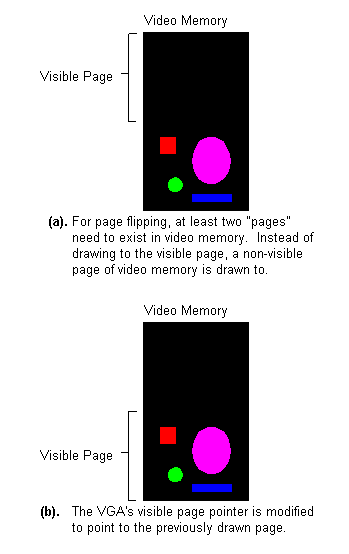 Video Memory
Visible Page
(a). For page flipping, at least two "pages"
need to exist in video memory. Instead of
drawing to the visible page, a non-visible
page of video memory is drawn to.
Video Memory
Visible Page
(b). The VGA's visible page pointer is modified
to point to the previously drawn page.